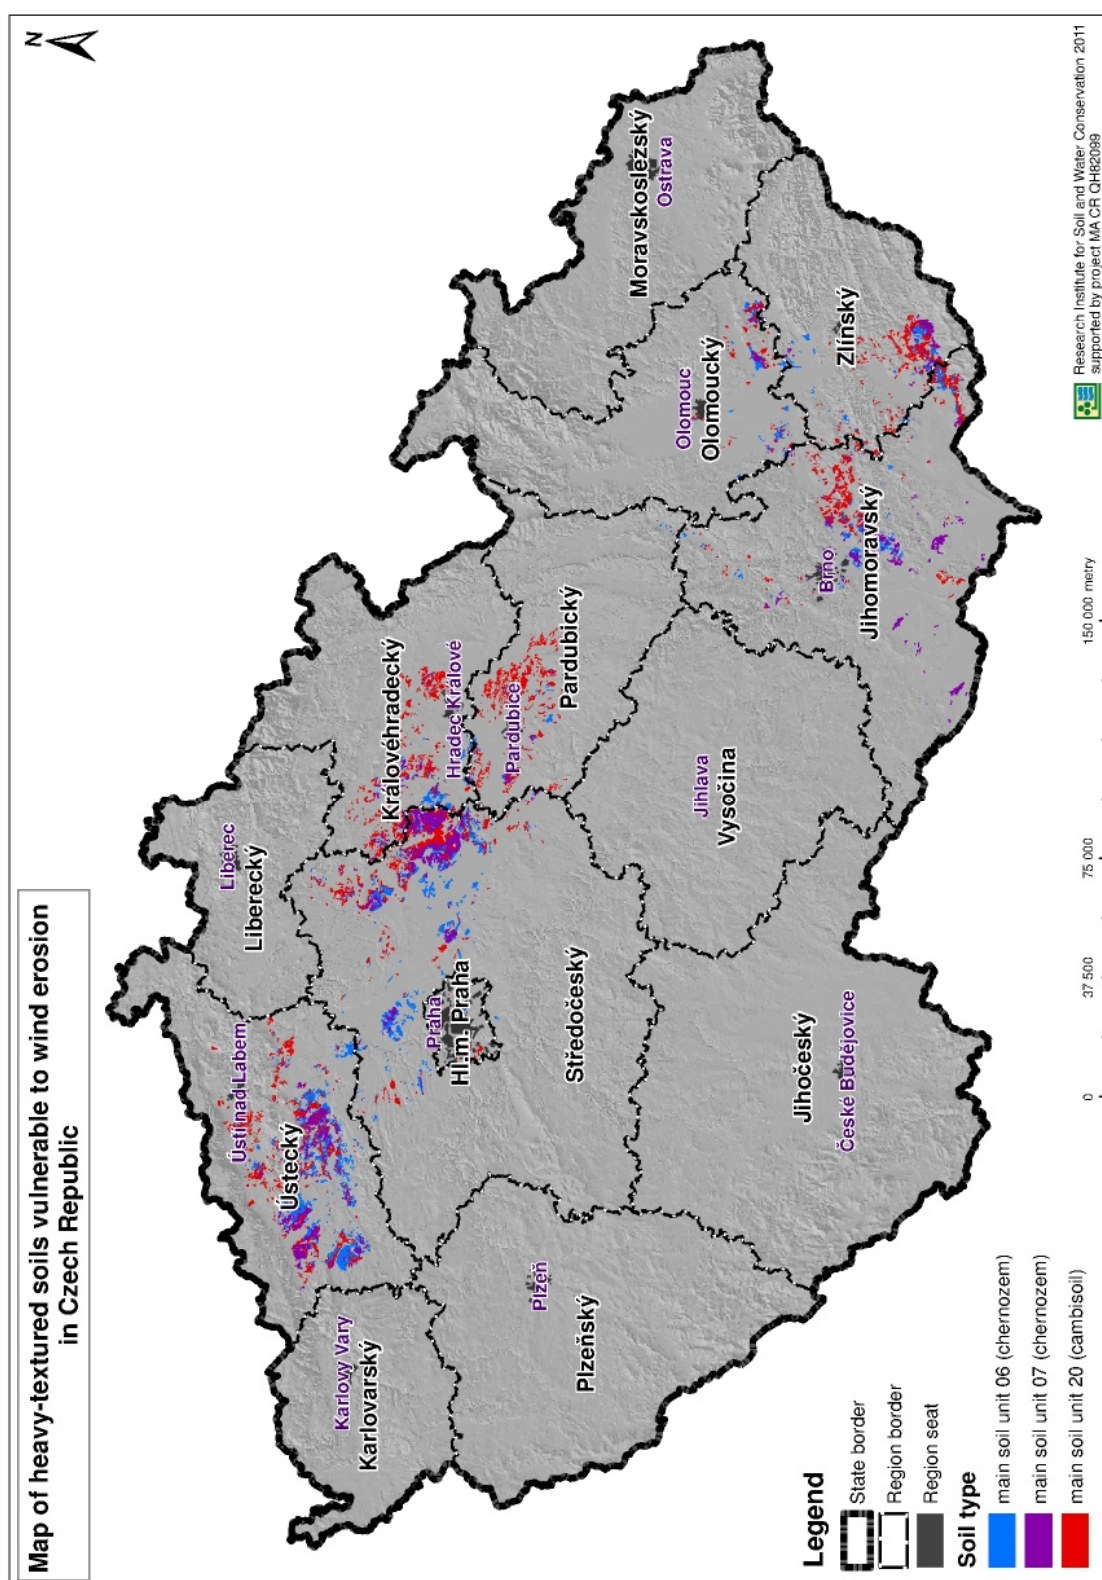 Map of heavy-textured soils vulnerable to wind erosion
in Czech Republic
N
Liberec
Liberecký
Ústí nad Labem
Ústecký
Karlovy Vary
Karlovarský
Královéhradecký
Hradec Králové
Praha
Hl.m. Praha
Pardubice
Pardubický
Plzeň
Plzeňský
Středočeský
Moravskoslezský
Ostrava
Olomouc
Olomoucký
Jihlava
Vysočina
Zlínský
Brno
Jihomoravský
Jihočeský
České Budějovice
Legend
State border
Region border
Region seat
Soil type
main soil unit 06 (chernozem)
main soil unit 07 (chernozem)
main soil unit 20 (cambisoil)
0 37 500 75 000 150 000 metry
Research Institute for Soil and Water Conservation 2011
supported by project MA CR QH82099